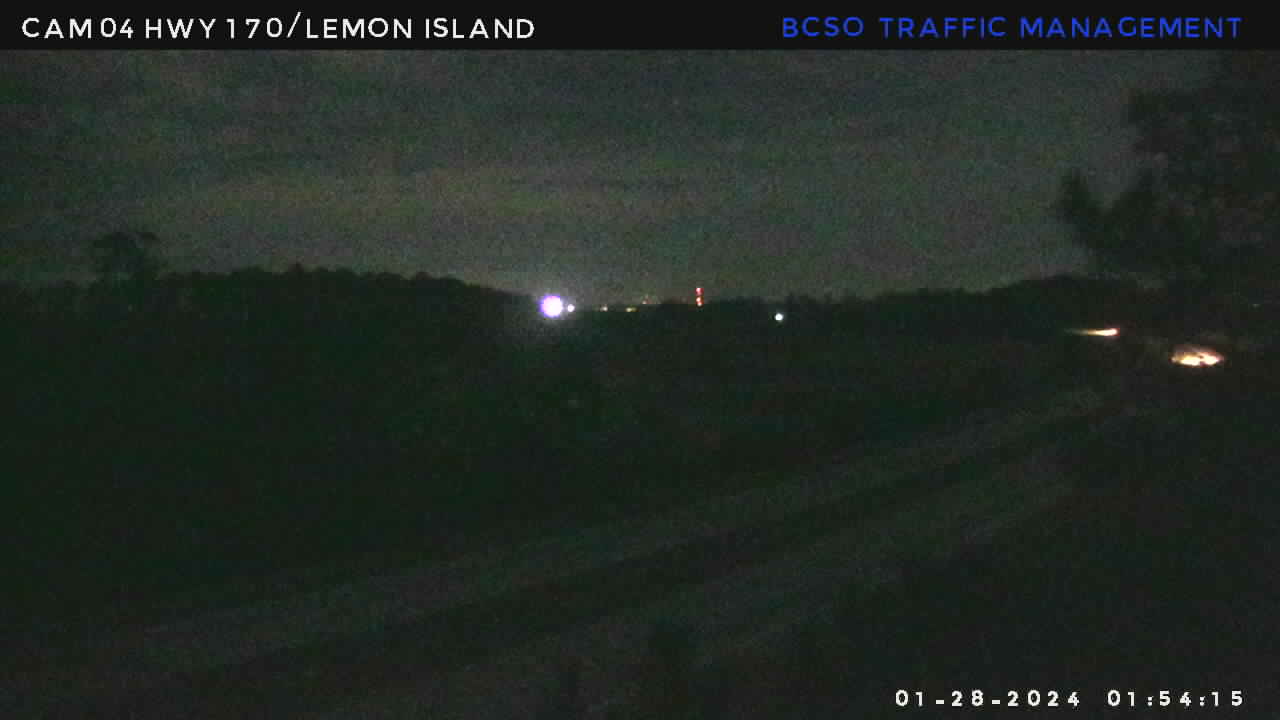 CAM04 HWY 170/LEMON ISLAND
BCSO TRAFFIC MANAGEMENT
01-28-2024 01:54:15